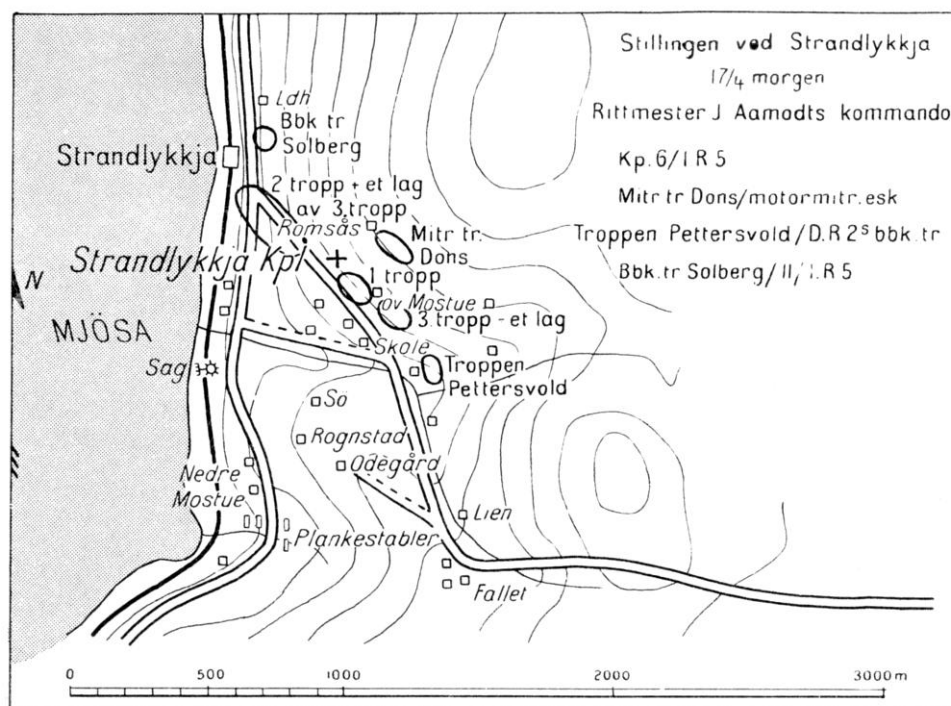 Stillingen ved Strandlykkja
17/4 morgen
Rittmester J Aamodts kommando
Kp. 6/I R 5
Mitr tr Dons/motormitr. esk
Troppen Pettersvold/D.R 2s bbk. tr
Bbk. tr Solberg/II/I.R 5
Ldh
Bbk tr
Solberg
Strandlykkja
2 tropp + et lag
av 3. tropp
Romsås
Mitr tr.
Dons
Strandlykkja Kpl
1 tropp
N
MJÖSA
øv Mostue
3. tropp - et lag
Skole
Sag
Troppen
Pettersvold
Sö
Rognstad
Odegård
Nedre
Mostue
Lien
Plankestabler
Fallet
0 500 1000 2000 3000 m